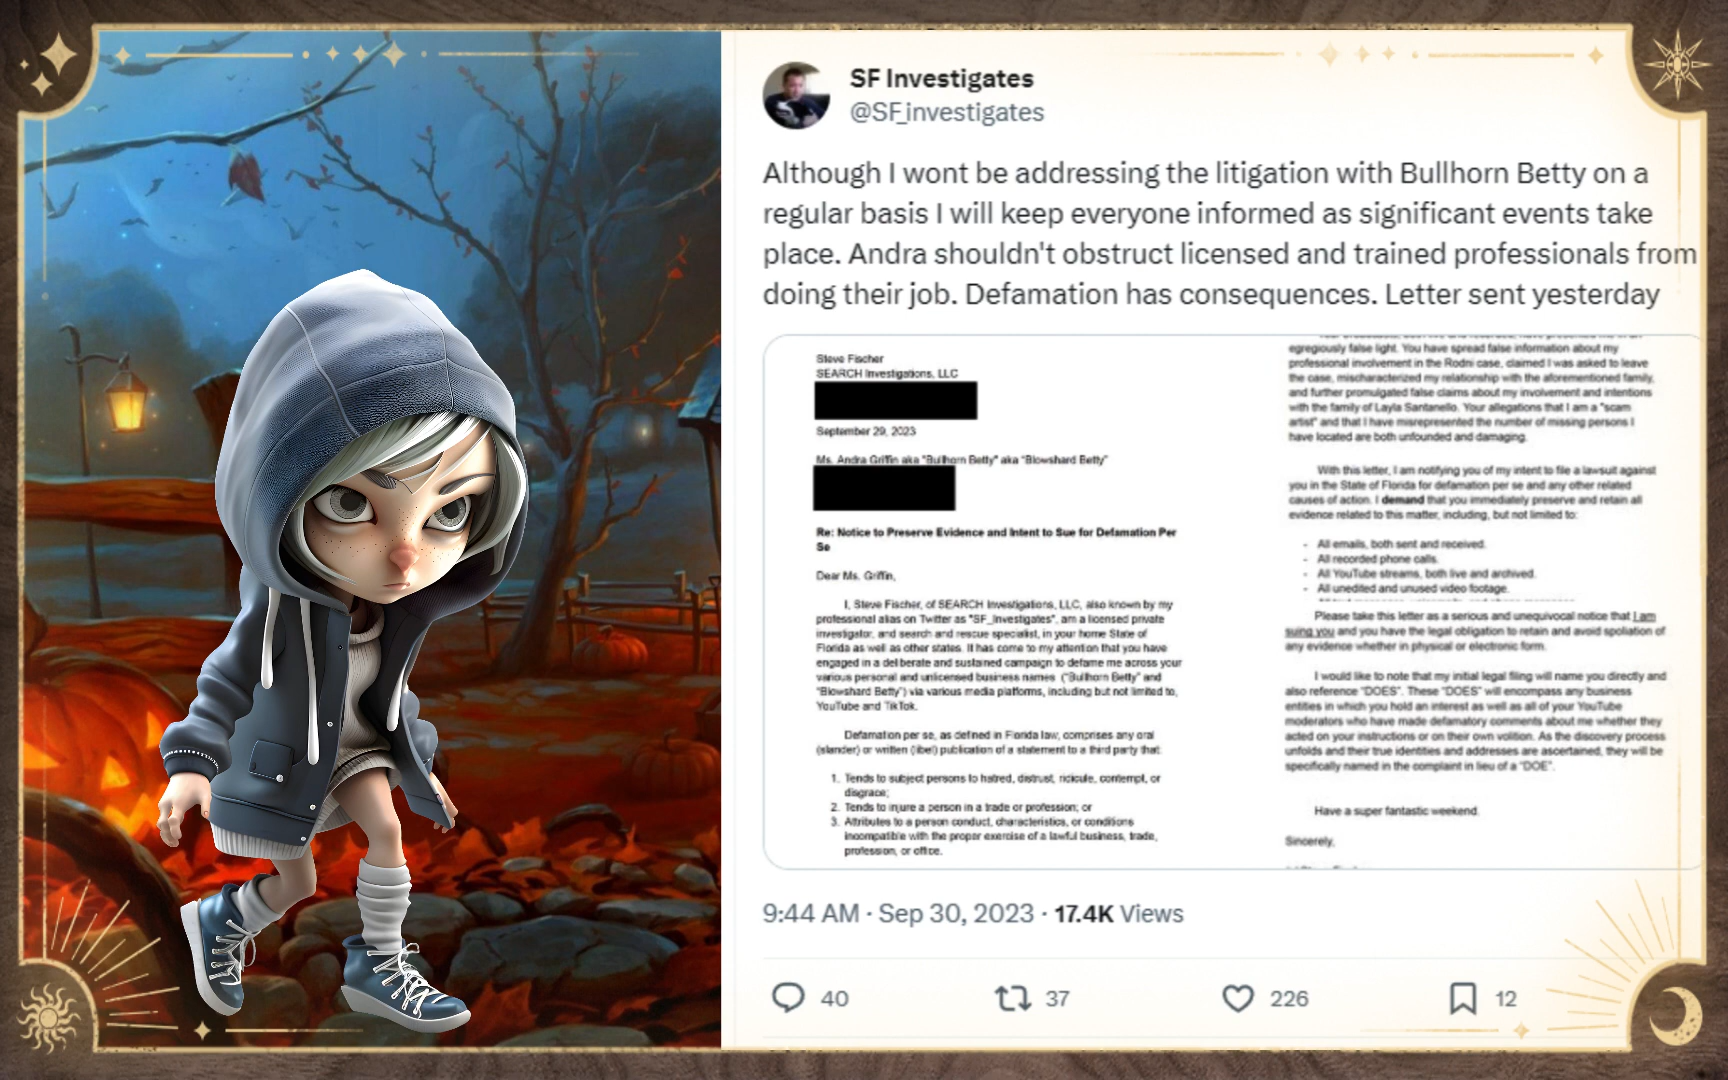 SF Investigates
@SF_investigates
Although I wont be addressing the litigation with Bullhorn Betty on a
regular basis I will keep everyone informed as significant events take
place. Andra shouldn't obstruct licensed and trained professionals from
doing their job. Defamation has consequences. Letter sent yesterday
Steve Fischer
SEARCH Investigations, LLC
September 29, 2023
Ms. Andra Griffin aka "Bullhorn Betty" aka "Blowshard Betty"
Re: Notice to Preserve Evidence and Intent to Sue for Defamation Per
Se
Dear Ms. Griffin,
I, Steve Fischer, of SEARCH Investigations, LLC, also known by my
professional alias on Twitter as "SF_Investigates", am a licensed private
investigator, and search and rescue specialist, in your home State of
Florida as well as other states. It has come to my attention that you have
engaged in a deliberate and sustained campaign to defame me across your
various personal and unlicensed business names ("Bullhorn Betty" and
"Blowshard Betty") via various media platforms, including but not limited to,
YouTube and TikTok.
Defamation per se, as defined in Florida law, comprises any oral
(slander) or written (libel) publication of a statement to a third party that:
1. Tends to subject persons to hatred, distrust, ridicule, contempt, or
disgrace;
2. Tends to injure a person in a trade or profession; or
3. Attributes to a person conduct, characteristics, or conditions
incompatible with the proper exercise of a lawful business, trade,
profession, or office.
egregiously false light. You have spread false information about my
professional involvement in the Rodni case, claimed I was asked to leave
the case, mischaracterized my relationship with the aforementioned family,
and further promulgated false claims about my involvement and intentions
with the family of Layla Santanello. Your allegations that I am a "scam
artist" and that I have misrepresented the number of missing persons I
have located are both unfounded and damaging.
With this letter, I am notifying you of my intent to file a lawsuit against
you in the State of Florida for defamation per se and any other related
causes of action. I demand that you immediately preserve and retain all
evidence related to this matter, including, but not limited to:
- All emails, both sent and received.
- All recorded phone calls.
- All YouTube streams, both live and archived.
- All unedited and unused video footage.
Please take this letter as a serious and unequivocal notice that I am
suing you and you have the legal obligation to retain and avoid spoliation of
any evidence whether in physical or electronic form.
I would like to note that my initial legal filing will name you directly and
also reference "DOES". These "DOES" will encompass any business
entities in which you hold an interest as well as all of your YouTube
moderators who have made defamatory comments about me whether they
acted on your instructions or on their own volition. As the discovery process
unfolds and their true identities and addresses are ascertained, they will be
specifically named in the complaint in lieu of a "DOE".
Have a super fantastic weekend.
Sincerely,
9:44 AM · Sep 30, 2023 · 17.4K Views
40 37 226 12